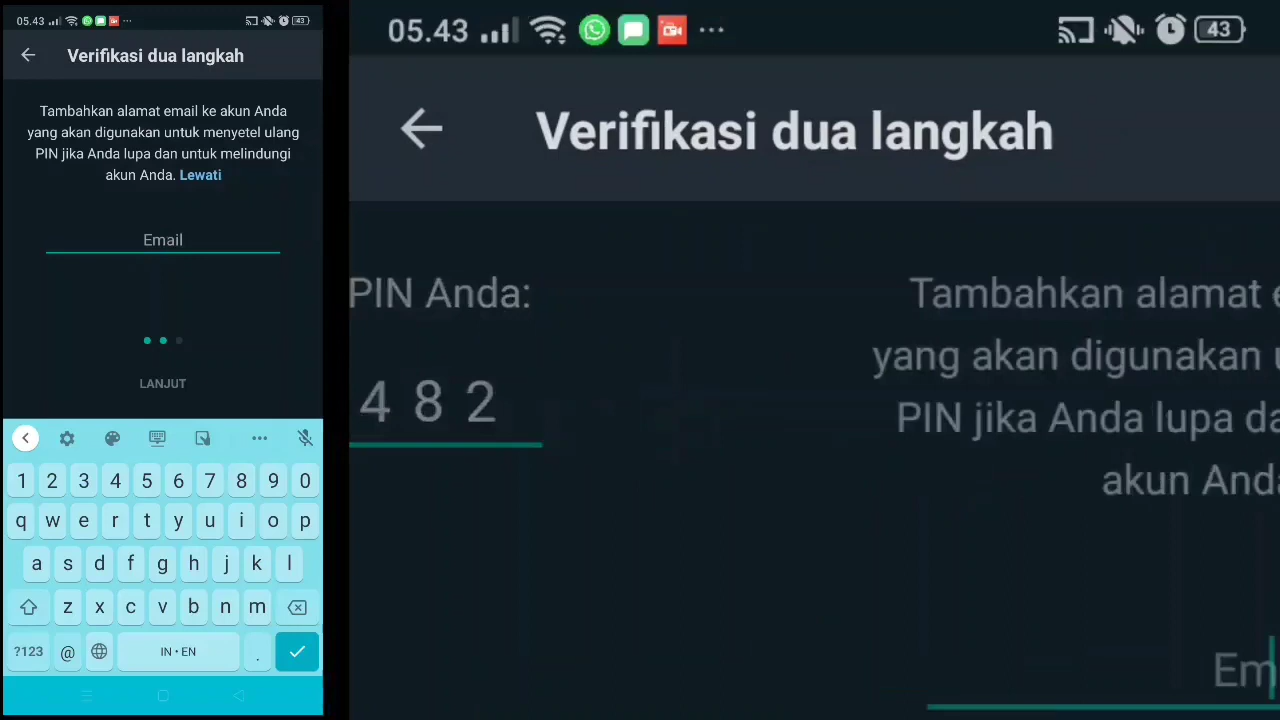 05.43
43
Verifikasi dua langkah
Tambahkan alamat email ke akun Anda
yang akan digunakan untuk menyetel ulang
PIN jika Anda lupa dan untuk melindungi
akun Anda. Lewati
Email
LANJUT
1 2 3 4 5 6 7 8 9 0
q w e r t y u i o p
a s d f g h j k l
z x c v b n m
?123 @ IN • EN .
05.43
43
Verifikasi dua langkah
PIN Anda:
4 8 2
Tambahkan alamat
yang akan digunakan
PIN jika Anda lupa da
akun Anda
Em